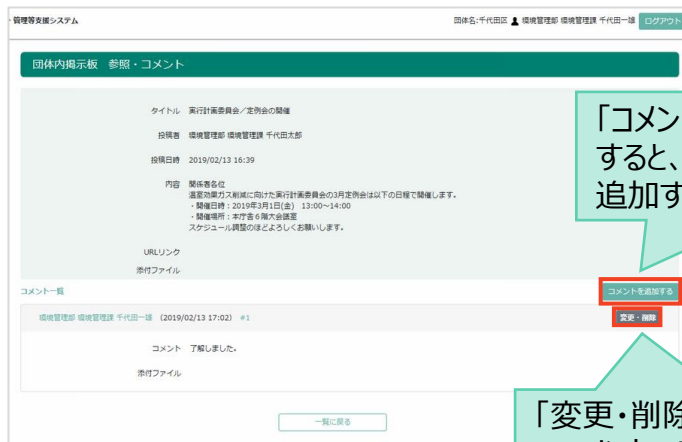 管理等支援システム
団体名:千代田区 環境管理部 環境管理課 千代田一雄 ログアウト
団体内掲示板 参照・コメント
タイトル 実行計画委員会／定例会の開催
投稿者 環境管理部 環境管理課 千代田太郎
投稿日時 2019/02/13 16:39
内容 関係者各位
温室効果ガス削減に向けた実行計画委員会の3月定例会は以下の日程で開催します。
・開催日時：2019年3月1日(金) 13:00～14:00
・開催場所：本庁舎６階大会議室
スケジュール調整のほどよろしくお願いします。
URLリンク
添付ファイル
「コメン
すると、
追加す
コメント一覧
コメントを追加する
環境管理部 環境管理課 千代田一雄 (2019/02/13 17:02) #1
変更・削除
コメント 了解しました。
添付ファイル
一覧に戻る
「変更・削除